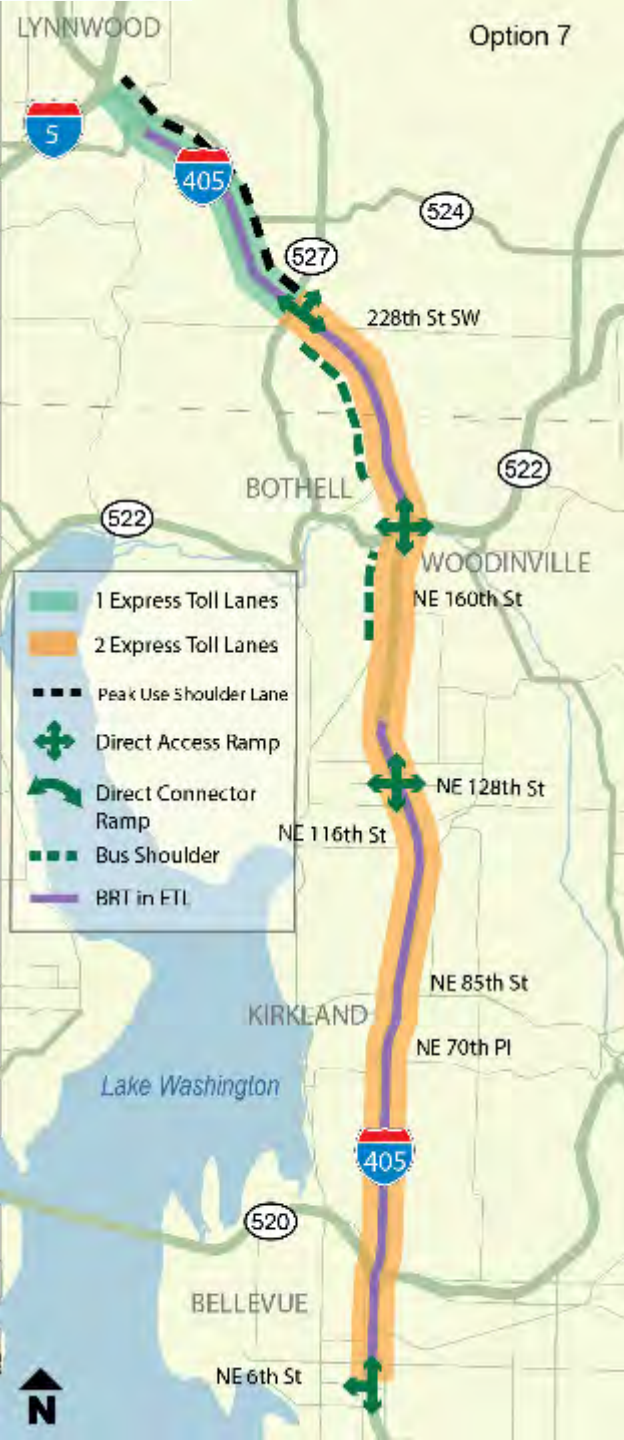 LYNNWOOD
Option 7
5
405
524
527
228th St SW
BOTHELL
522
522
WOODINVILLE
NE 160th St
1 Express Toll Lanes
2 Express Toll Lanes
Peak Use Shoulder Lane
Direct Access Ramp
Direct Connector
Ramp
Bus Shoulder
BRT in ETL
NE 128th St
NE 116th St
NE 85th St
KIRKLAND
NE 70th Pl
Lake Washington
405
520
BELLEVUE
NE 6th St
N